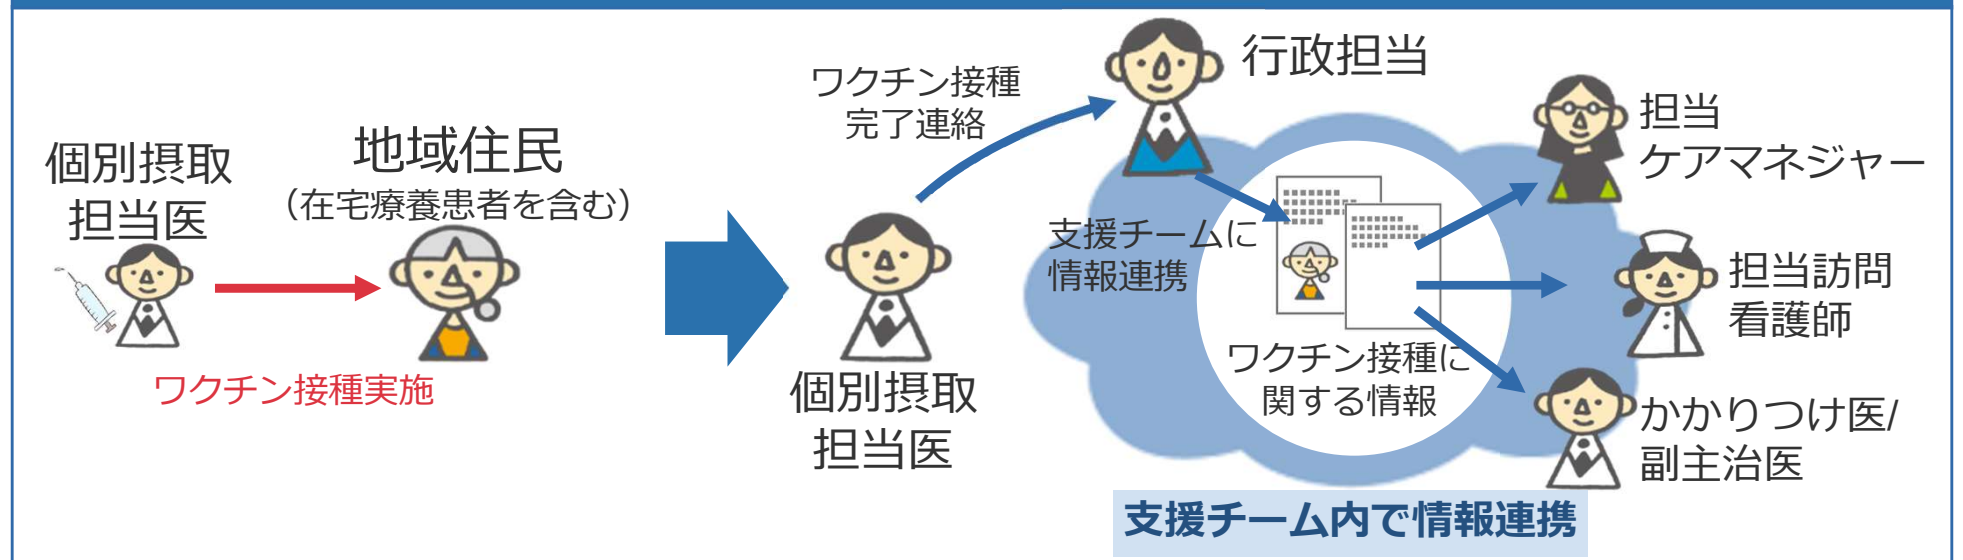 個別摂取
担当医
地域住民
（在宅療養患者を含む）
ワクチン接種実施
個別摂取
担当医
ワクチン接種
完了連絡
行政担当
支援チームに
情報連携
ワクチン接種に
関する情報
担当
ケアマネジャー
担当訪問
看護師
かかりつけ医/
副主治医
支援チーム内で情報連携